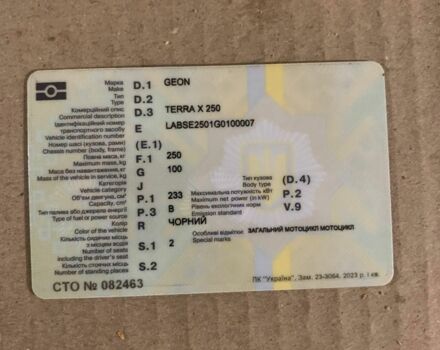 Марка
Make D.1 GEON
Тип
Type D.2
Комерційний опис D.3 TERRA X 250
Commercial description
Ідентифікаційний номер
транспортного засобу E LABSE2501G0100007
Vehicle identification number
Номер шасі (кузова, рами) (E.1)
Chassis number (body, frame)
Повна маса, кг F.1 250
Maximum mass, kg
Маса без навантаження, кг G 100
Mass of the vehicle in service, kg
Категорія J Тип кузова (D.4)
Vehicle category Body type
Об'єм двигуна, см³ P.1 233 Максимальна потужність кВт P.2
Capacity, cm³ Maximum net power (in kW)
Тип палива або джерела енергії P.3 B Рівень екологічних норм V.9
Type of fuel or power source Emission standard
Колір R ЧОРНИЙ
Color of the vehicle
Кількість сидячих місць Особливі відмітки ЗАГАЛЬНИЙ МОТОЦИКЛ МОТОЦИКЛ
з місцем водія S.1 2 Special marks
Number of seats
including the driver's seat
Кількість стоячих місць S.2
Number of standing places
СТО № 082463
ПК "Україна", Зам. 23-3064, 2023 р. І кв.